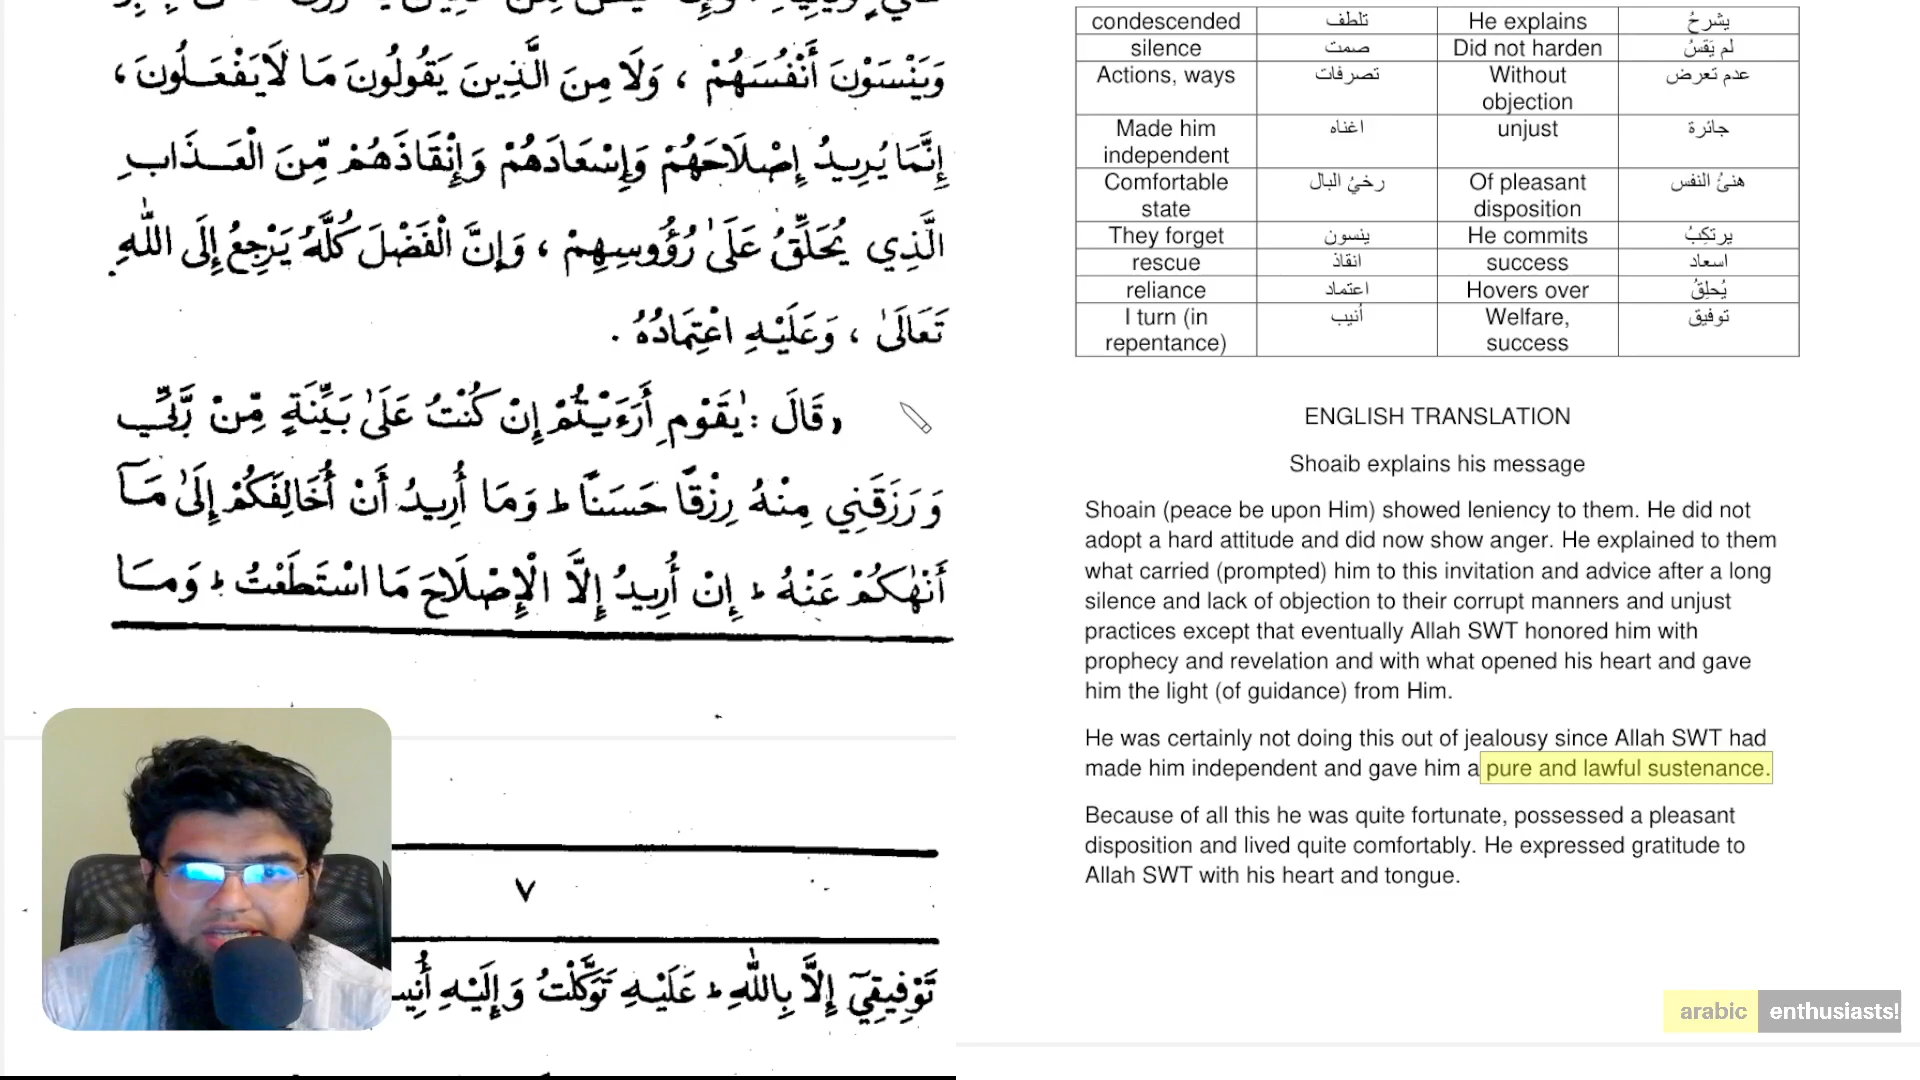 وَيَنْسَوْنَ أَنْفُسَهُمْ ، وَلَا مِنَ الَّذِينَ يَقُولُونَ مَا لَايَفْعَلُونَ ،
إِنَّمَا يُرِيدُ إِصْلَاحَهُمْ وَإِسْعَادَهُمْ وَإِنْقَاذَهُمْ مِّنَ الْعَذَابِ
الَّذِي يُحَلِّقُ عَلَىٰ رُؤُوسِهِمْ ، وَإِنَّ الْفَضْلَ كُلَّهُ يَرْجِعُ إِلَى اللّٰهِ
تَعَالَىٰ ، وَعَلَيْهِ اعْتِمَادُهُ .
« قَالَ : يٰقَوْمِ أَرَءَيْتُمْ إِنْ كُنْتُ عَلَىٰ بَيِّنَةٍ مِّنْ رَّبِّي
وَرَزَقَنِي مِنْهُ رِزْقًا حَسَنًا ط وَمَا أُرِيدُ أَنْ أُخَالِفَكُمْ إِلَىٰ مَآ
أَنْهٰكُمْ عَنْهُ ط إِنْ أُرِيدُ إِلَّا الْإِصْلَاحَ مَا اسْتَطَعْتُ ط وَمَا
٧
تَوْفِيقِيٓ إِلَّا بِاللّٰهِ ط عَلَيْهِ تَوَكَّلْتُ وَإِلَيْهِ
condescended تلطف He explains يشرحُ
silence صمت Did not harden لم يَقسُ
Actions, ways تصرفات Without objection عدم تعرض
Made him independent اغناه unjust جائرة
Comfortable state رخيُ البال Of pleasant disposition هنئُ النفس
They forget ينسون He commits يرتكِبُ
rescue انقاذ success اسعاد
reliance اعتماد Hovers over يُحلِقُ
I turn (in repentance) أنيب Welfare, success توفيق
ENGLISH TRANSLATION
Shoaib explains his message
Shoain (peace be upon Him) showed leniency to them. He did not
adopt a hard attitude and did now show anger. He explained to them
what carried (prompted) him to this invitation and advice after a long
silence and lack of objection to their corrupt manners and unjust
practices except that eventually Allah SWT honored him with
prophecy and revelation and with what opened his heart and gave
him the light (of guidance) from Him.
He was certainly not doing this out of jealousy since Allah SWT had
made him independent and gave him a pure and lawful sustenance.
Because of all this he was quite fortunate, possessed a pleasant
disposition and lived quite comfortably. He expressed gratitude to
Allah SWT with his heart and tongue.
arabic enthusiasts!